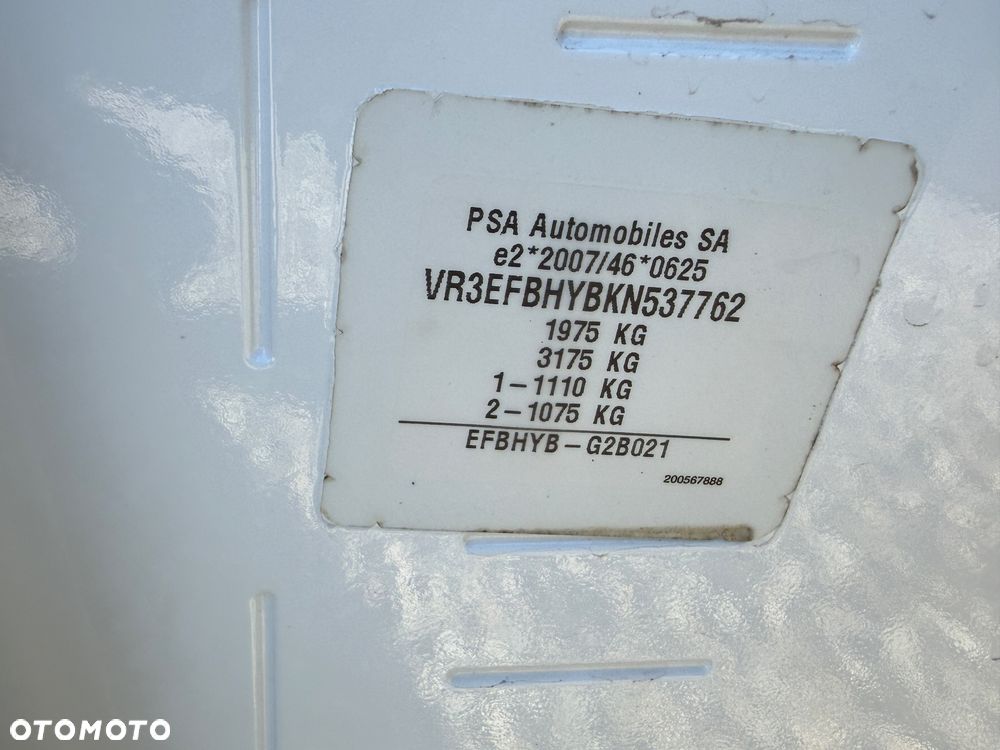 PSA Automobiles SA
e2*2007/46*0625
VR3EFBHYBKN537762
1975 KG
3175 KG
1-1110 KG
2-1075 KG
EFBHYB-G2B021
200567888
OTOMOTO